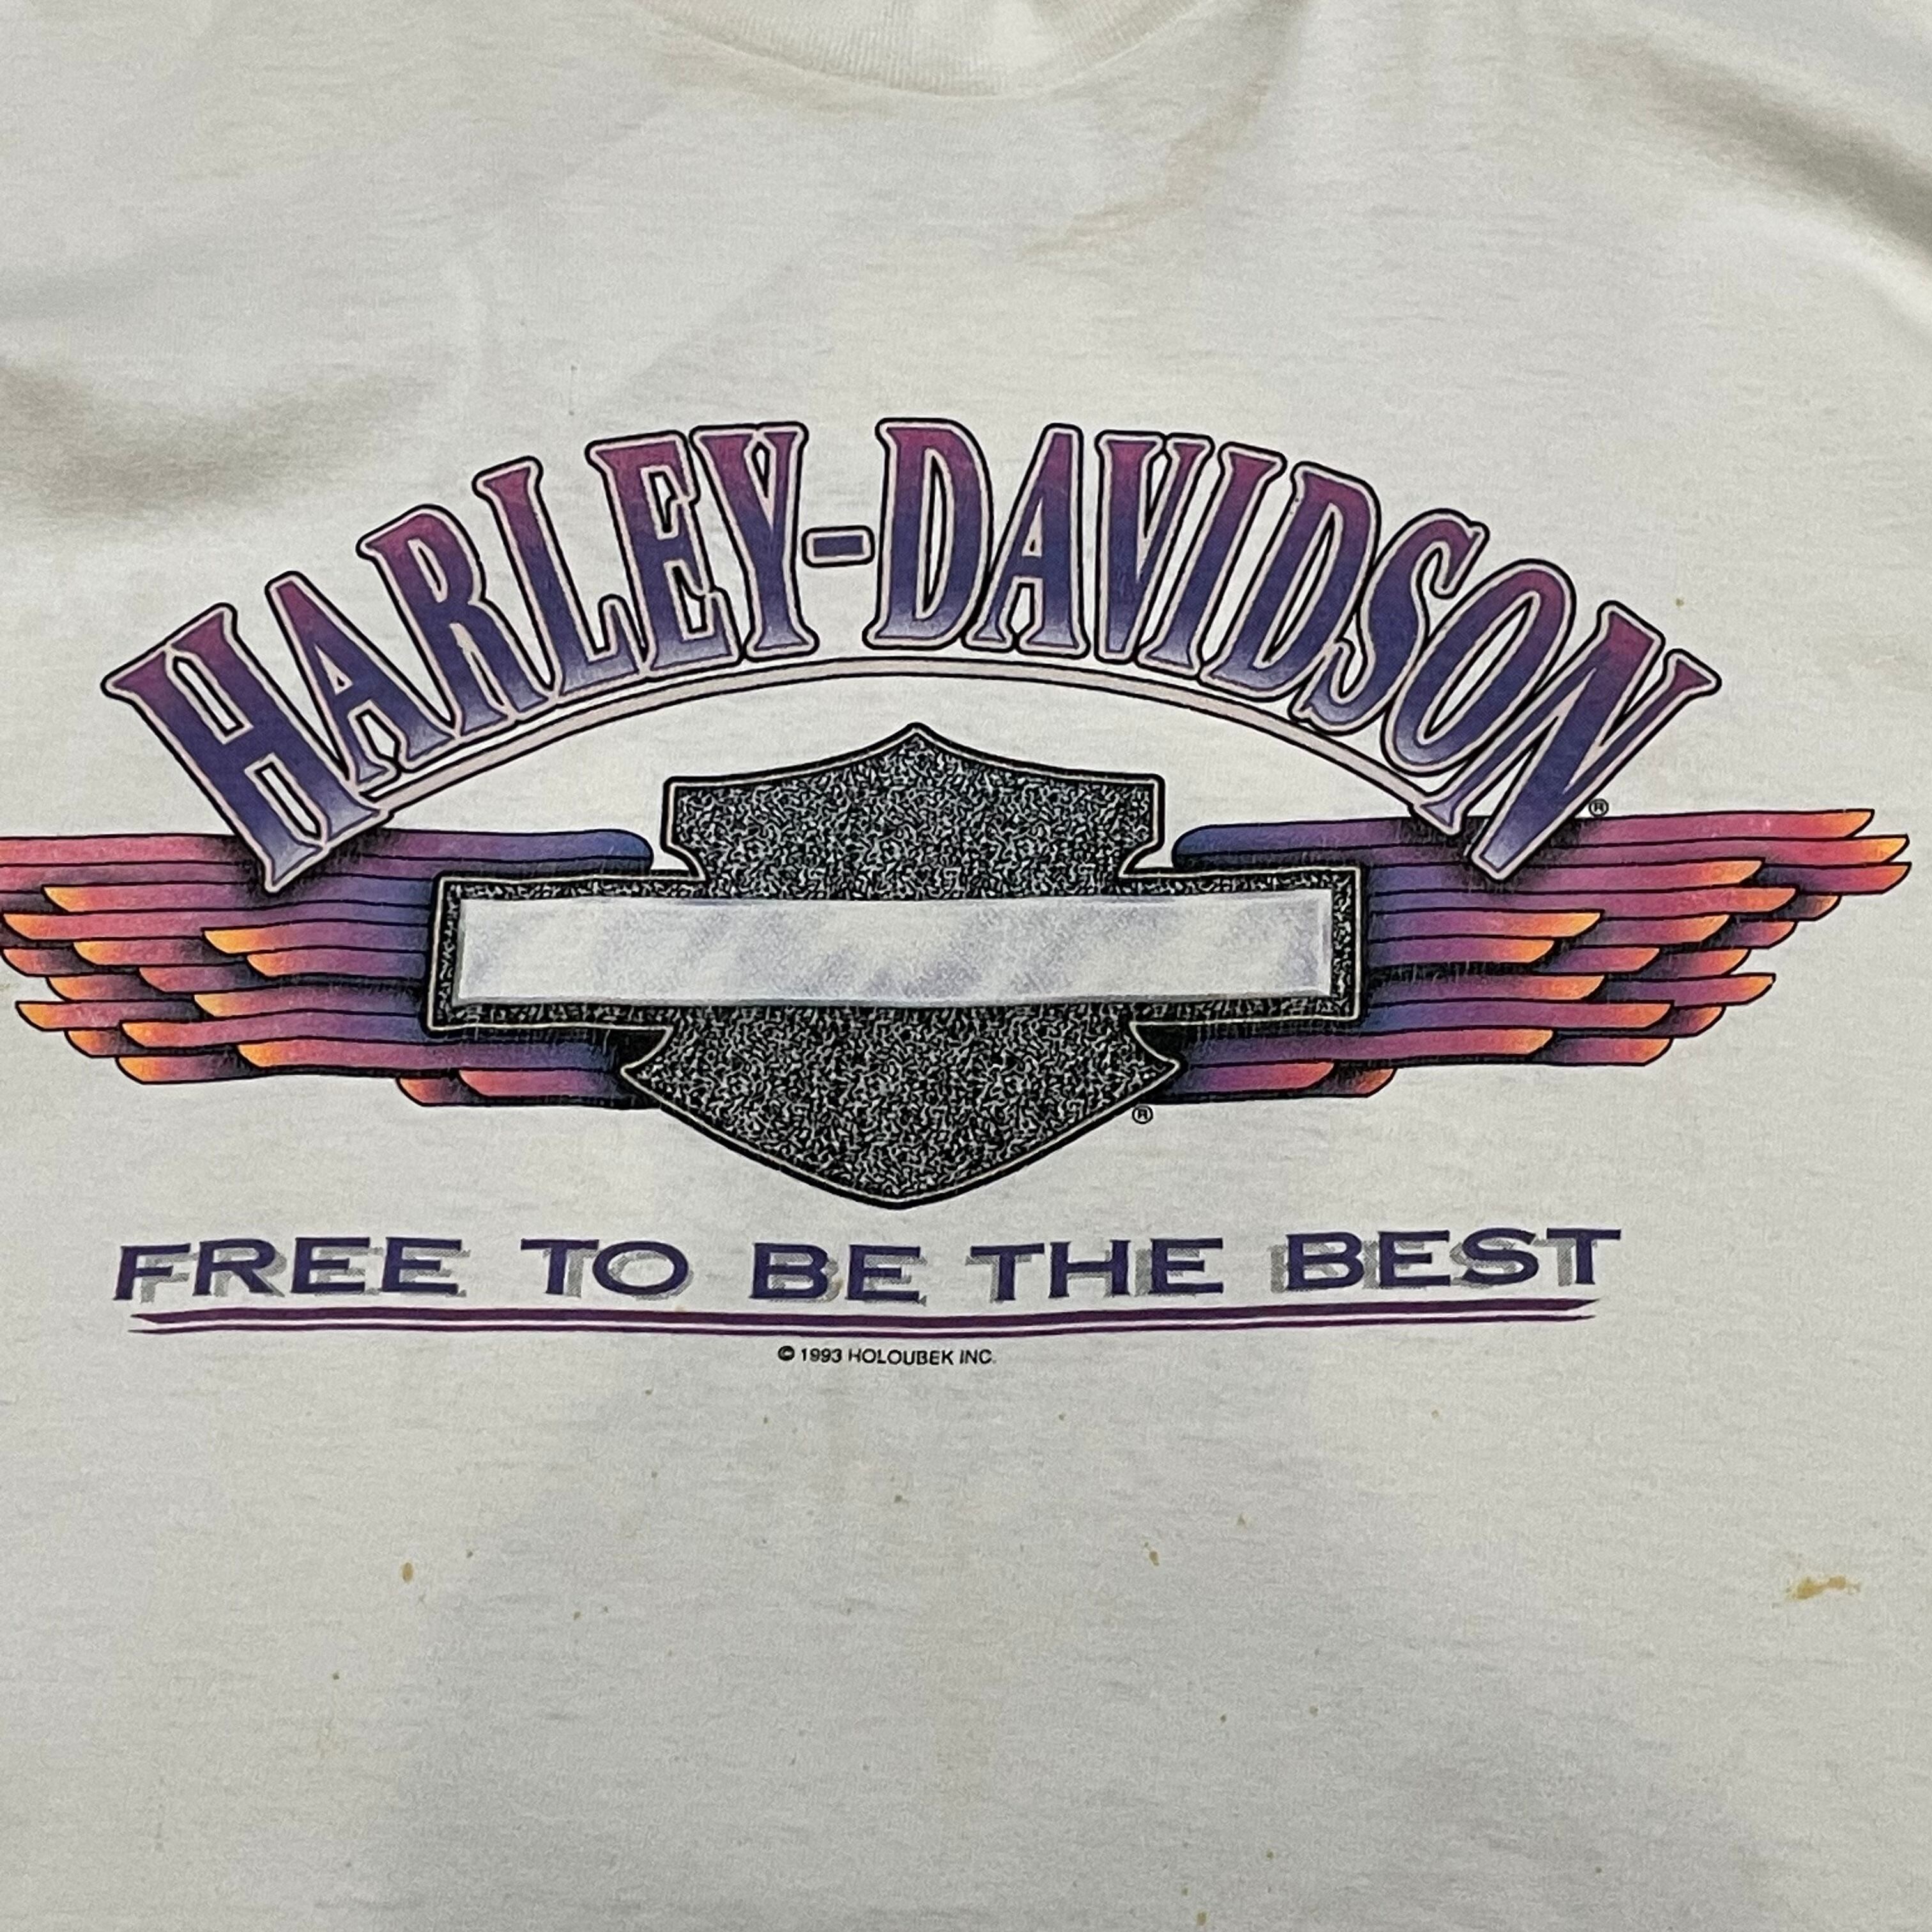 HARLEY-DAVIDSON ®
®
FREE TO BE THE BEST
© 1993 HOLOUBEK INC.